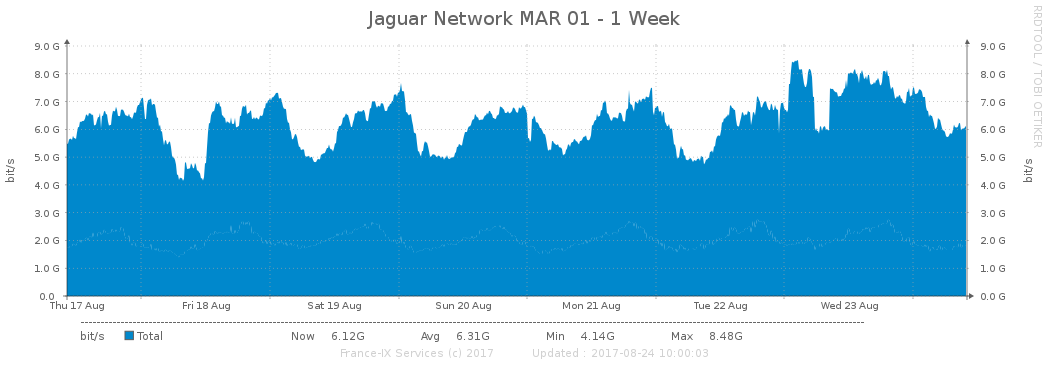 Jaguar Network MAR 01 - 1 Week
RRDTOOL / TOBI OETIKER
bit/s
9.0 G
8.0 G
7.0 G
6.0 G
5.0 G
4.0 G
3.0 G
2.0 G
1.0 G
0.0
9.0 G
8.0 G
7.0 G
6.0 G
5.0 G
4.0 G
3.0 G
2.0 G
1.0 G
0.0 G
bit/s
Thu 17 Aug Fri 18 Aug Sat 19 Aug Sun 20 Aug Mon 21 Aug Tue 22 Aug Wed 23 Aug
bit/s Total Now 6.12G Avg 6.31G Min 4.14G Max 8.48G
France-IX Services (c) 2017 Updated : 2017-08-24 10:00:03